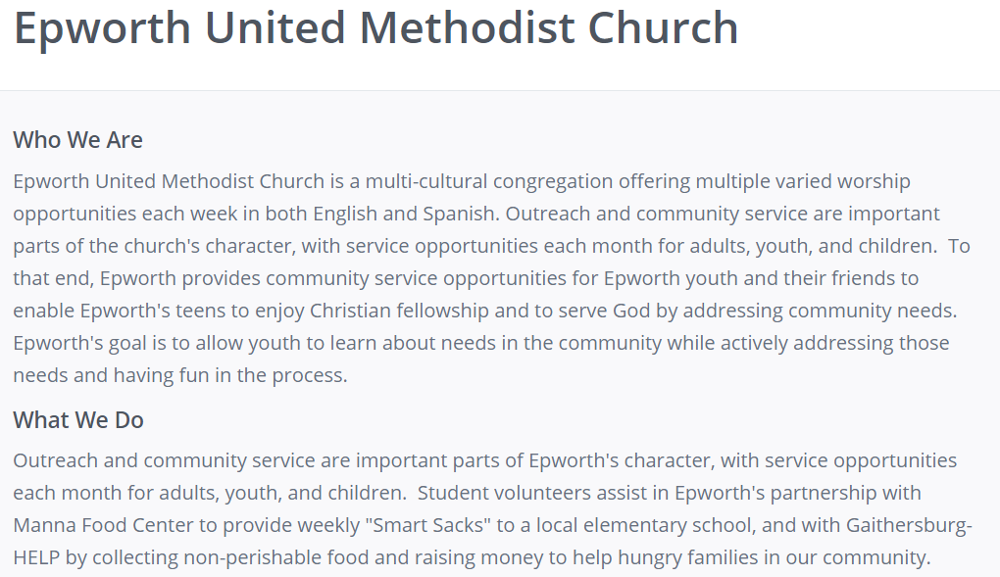 Epworth United Methodist Church
Who We Are
Epworth United Methodist Church is a multi-cultural congregation offering multiple varied worship
opportunities each week in both English and Spanish. Outreach and community service are important
parts of the church's character, with service opportunities each month for adults, youth, and children.  To
that end, Epworth provides community service opportunities for Epworth youth and their friends to
enable Epworth's teens to enjoy Christian fellowship and to serve God by addressing community needs.
Epworth's goal is to allow youth to learn about needs in the community while actively addressing those
needs and having fun in the process.
What We Do
Outreach and community service are important parts of Epworth's character, with service opportunities
each month for adults, youth, and children.  Student volunteers assist in Epworth's partnership with
Manna Food Center to provide weekly "Smart Sacks" to a local elementary school, and with Gaithersburg-
HELP by collecting non-perishable food and raising money to help hungry families in our community.